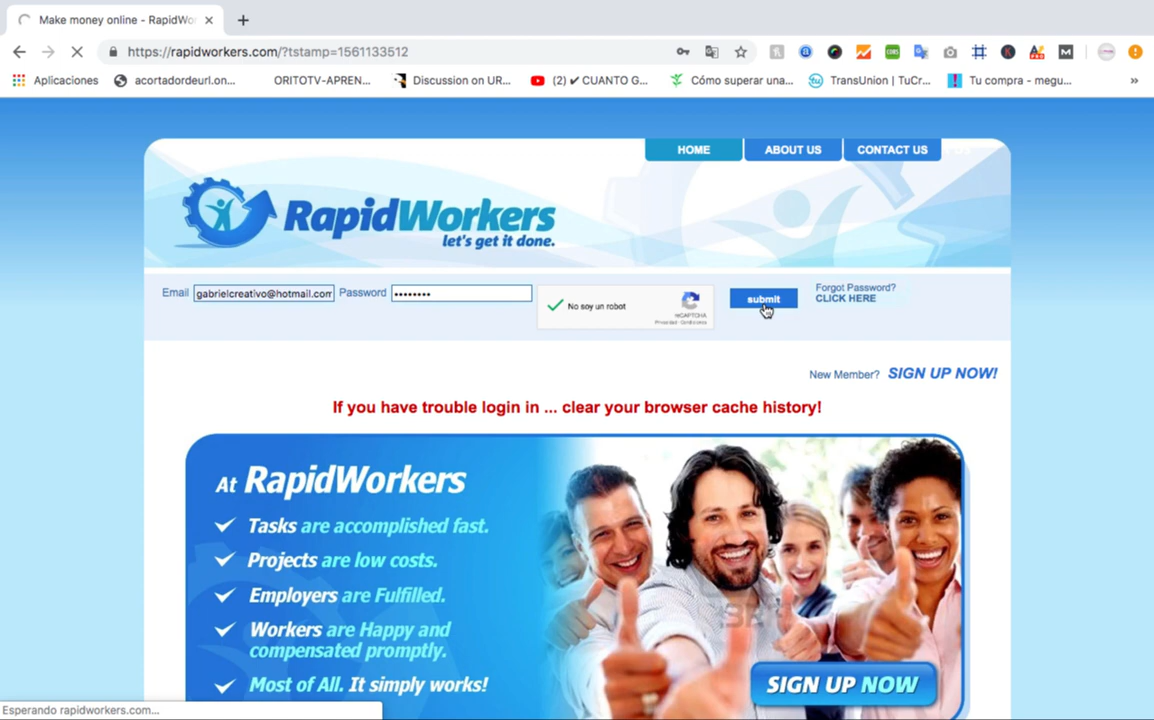 Make money online - RapidWo
https://rapidworkers.com/?tstamp=1561133512
Aplicaciones
acortadordeurl.on...
ORITOTV-APREN...
Discussion on UR...
(2) ✔ CUANTO G...
Cómo superar una...
TransUnion | TuCr...
Tu compra - megu...
»
HOME
ABOUT US
CONTACT US
RapidWorkers
let's get it done.
Email
gabrielcreativo@hotmail.com
Password
••••••••
No soy un robot
reCAPTCHA
Privacidad - Condiciones
submit
Forgot Password?
CLICK HERE
New Member? SIGN UP NOW!
If you have trouble login in ... clear your browser cache history!
At RapidWorkers
Tasks are accomplished fast.
Projects are low costs.
Employers are Fulfilled.
Workers are Happy and
compensated promptly.
Most of All. It simply works!
SIGN UP NOW
Esperando rapidworkers.com...